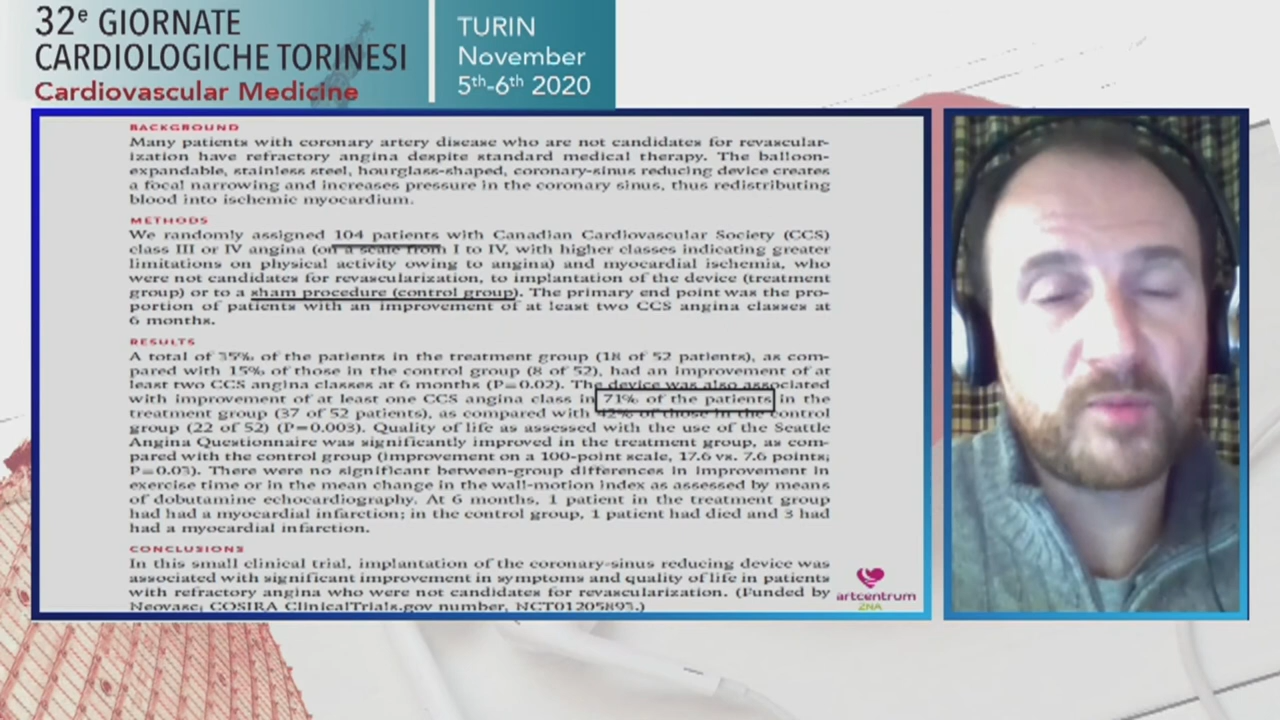 32e GIORNATE
CARDIOLOGICHE TORINESI
Cardiovascular Medicine
TURIN
November
5th-6th 2020
BACKGROUND
Many patients with coronary artery disease who are not candidates for revascular-
ization have refractory angina despite standard medical therapy. The balloon-
expandable, stainless steel, hourglass-shaped, coronary-sinus reducing device creates
a focal narrowing and increases pressure in the coronary sinus, thus redistributing
blood into ischemic myocardium.
METHODS
We randomly assigned 104 patients with Canadian Cardiovascular Society (CCS)
class III or IV angina (on a scale from I to IV, with higher classes indicating greater
limitations on physical activity owing to angina) and myocardial ischemia, who
were not candidates for revascularization, to implantation of the device (treatment
group) or to a sham procedure (control group). The primary end point was the pro-
portion of patients with an improvement of at least two CCS angina classes at
6 months.
RESULTS
A total of 35% of the patients in the treatment group (18 of 52 patients), as com-
pared with 15% of those in the control group (8 of 52), had an improvement of at
least two CCS angina classes at 6 months (P=0.02). The device was also associated
with improvement of at least one CCS angina class in 71% of the patients in the
treatment group (37 of 52 patients), as compared with 42% of those in the control
group (22 of 52) (P=0.003). Quality of life as assessed with the use of the Seattle
Angina Questionnaire was significantly improved in the treatment group, as com-
pared with the control group (improvement on a 100-point scale, 17.6 vs. 7.6 points;
P=0.03). There were no significant between-group differences in improvement in
exercise time or in the mean change in the wall-motion index as assessed by means
of dobutamine echocardiography. At 6 months, 1 patient in the treatment group
had had a myocardial infarction; in the control group, 1 patient had died and 3 had
had a myocardial infarction.
CONCLUSIONS
In this small clinical trial, implantation of the coronary-sinus reducing device was
associated with significant improvement in symptoms and quality of life in patients
with refractory angina who were not candidates for revascularization. (Funded by
Neovasc; COSIRA ClinicalTrials.gov number, NCT01205893.)
artcentrum
ZNA